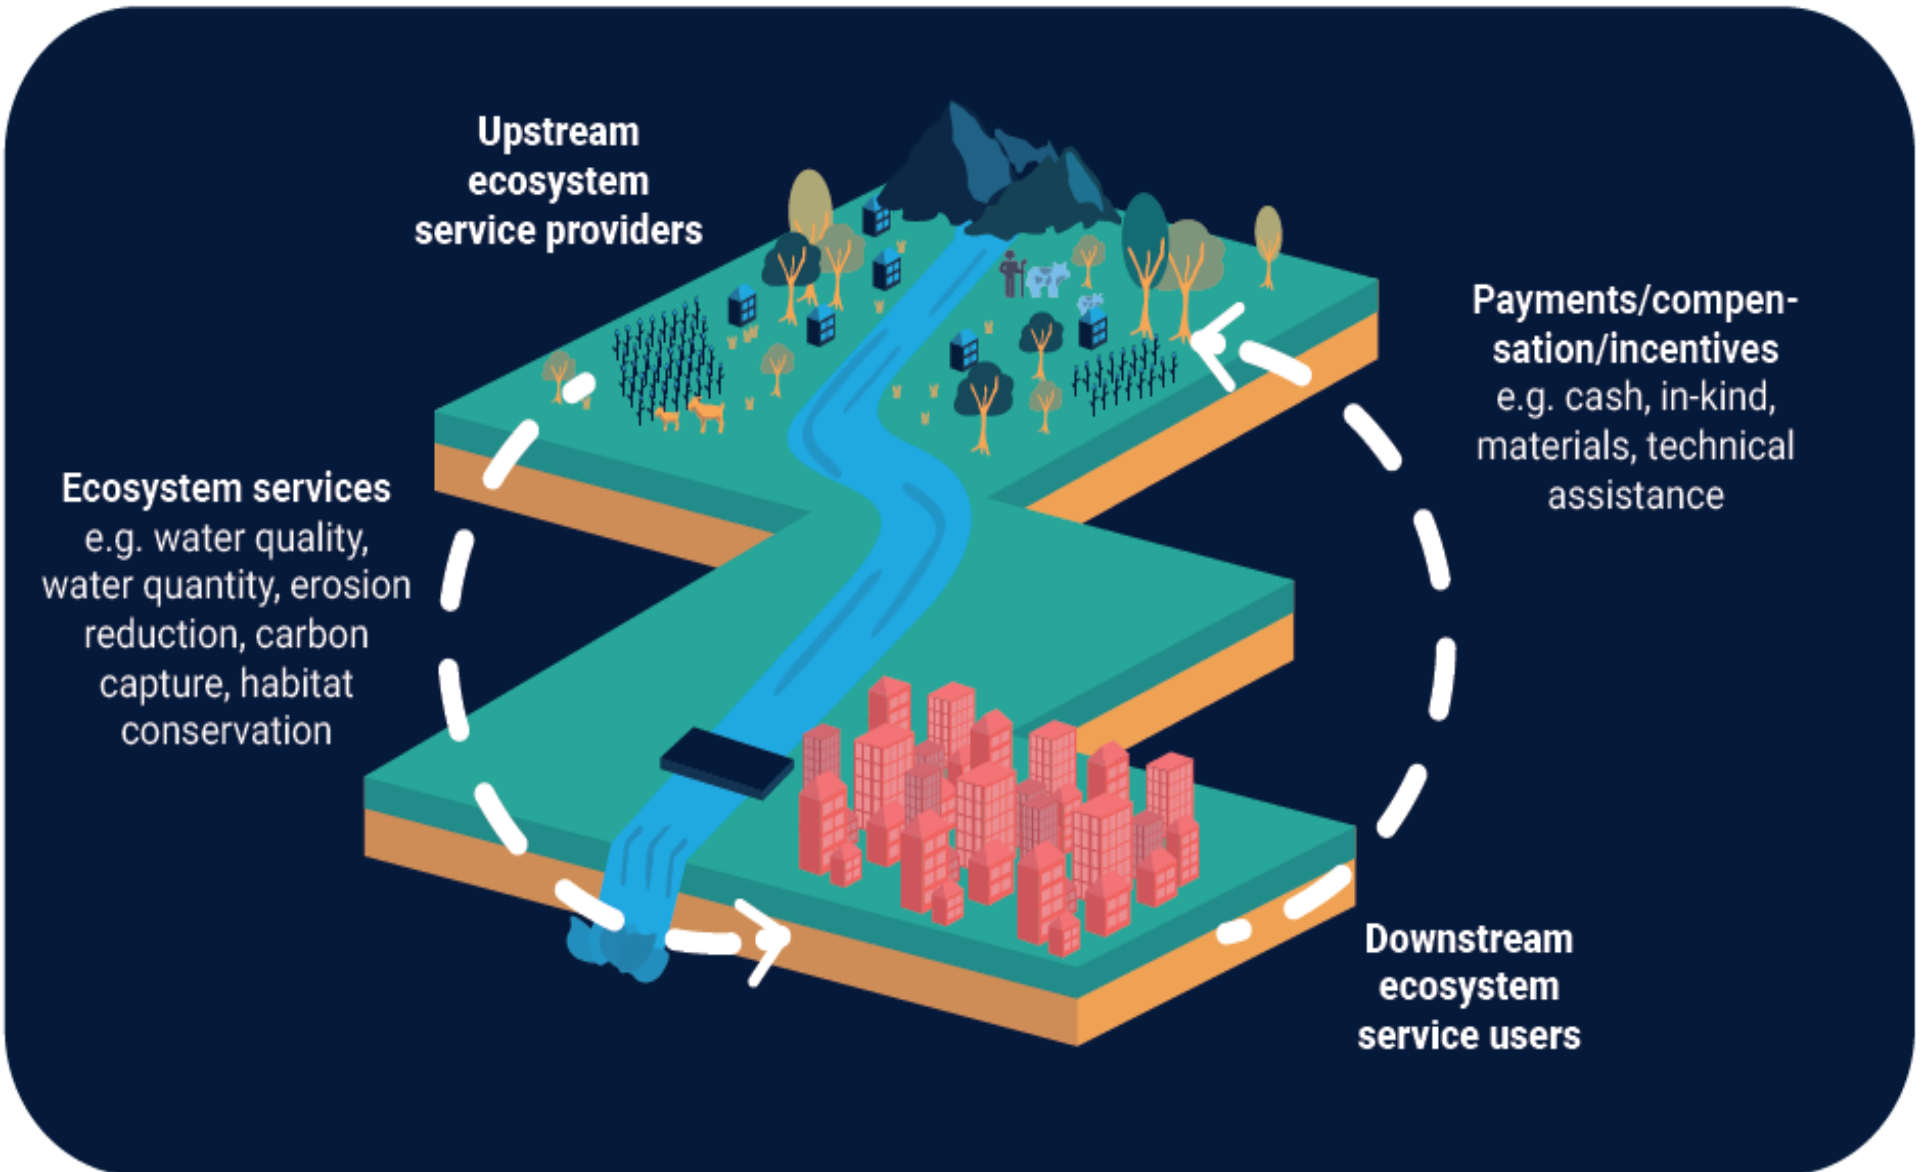 Upstream
ecosystem
service providers
Payments/compen-
sation/incentives
e.g. cash, in-kind,
materials, technical
assistance
Ecosystem services
e.g. water quality,
water quantity, erosion
reduction, carbon
capture, habitat
conservation
Downstream
ecosystem
service users